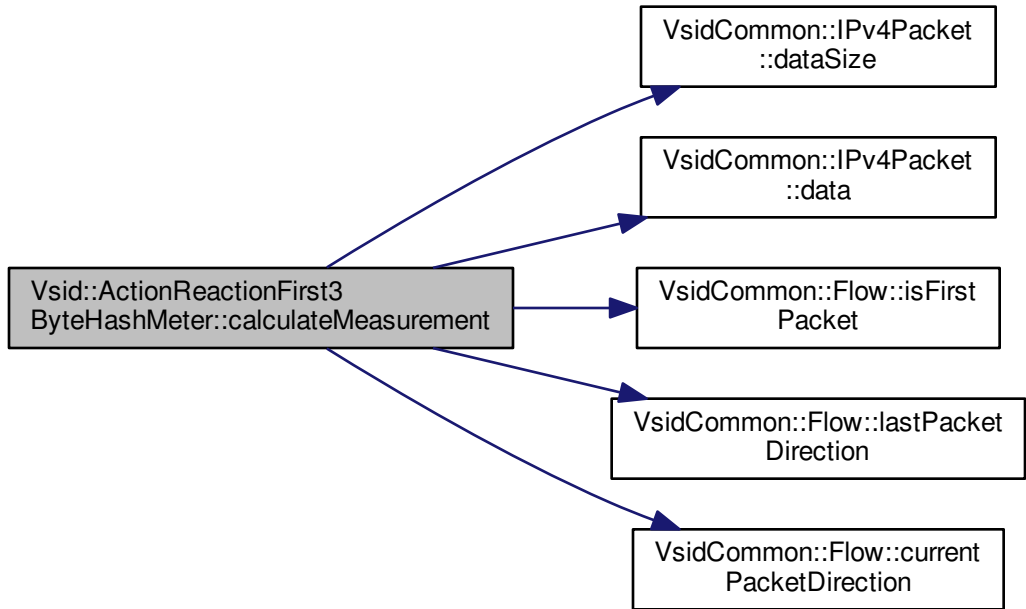 VsidCommon::IPv4Packet
::dataSize
VsidCommon::IPv4Packet
::data
Vsid::ActionReactionFirst3
ByteHashMeter::calculateMeasurement
VsidCommon::Flow::isFirst
Packet
VsidCommon::Flow::lastPacket
Direction
VsidCommon::Flow::current
PacketDirection